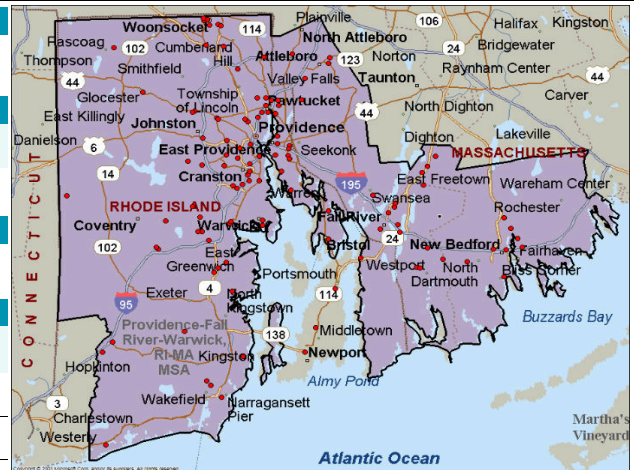 Plainville
106
Halifax
Kingston
Woonsocket
114
North Attleboro
Bridgewater
Rascoag
102
Cumberland
Hill
Attleboro
123
Norton
24
Thompson
Smithfield
Raynham Center
44
Valley Falls
Taunton
44
Glocester
Township
of Lincoln
Pawtucket
Carver
East Killingly
Johnston
44
North Dighton
Providence
Danielson
6
Dighton
Lakeville
East Providence
Seekonk
MASSACHUSETTS
14
Cranston
195
East Freetown
Wareham Center
Warren
Swansea
RHODE ISLAND
Rochester
Fall River
Coventry
Warwick
24
102
Bristol
New Bedford
Fairhaven
East
Greenwich
Portsmouth
Westport
North
Dartmouth
Bliss Corner
CONNECTICUT
Exeter
4
North
Kingstown
114
95
Buzzards Bay
Providence-Fall
River-Warwick,
RI-MA
MSA
138
Middletown
Kingston
Newport
Hopkinton
Almy Pond
Wakefield
3
Narragansett
Pier
Charlestown
Martha's
Vineyard
Westerly
Atlantic Ocean